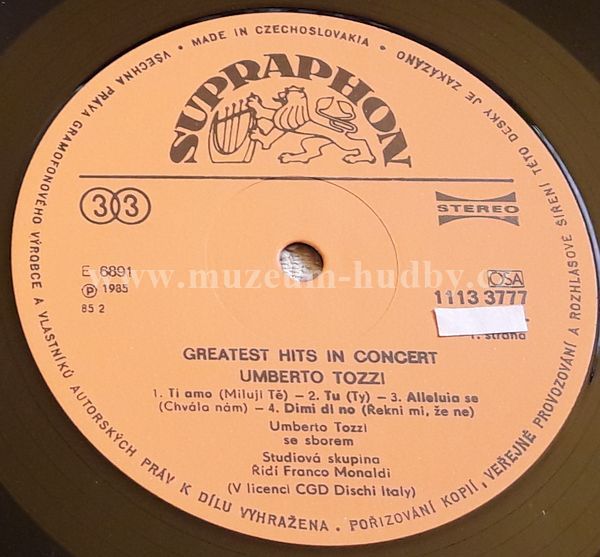 VŠECHNA PRÁVA GRAMOFONOVÉHO VÝROBCE A VLASTNÍKŮ AUTORSKÝCH PRÁV K DÍLU VYHRAŽENA · POŘIZOVÁNÍ KOPIÍ, VEŘEJNÉ PROVOZOVÁNÍ A ROZHLASOVÉ ŠÍŘENÍ TÉTO DESKY JE ZAKÁZÁNO · MADE IN CZECHOSLOVAKIA ·
SUPRAPHON
33
STEREO
E 6891
Ⓟ 1985
85 2
www.muzeum-hudby.c
OSA
1113 3777
1. strana
GREATEST HITS IN CONCERT
UMBERTO TOZZI
1. Ti amo (Miluji Tě) – 2. Tu (Ty) – 3. Alleluia se
(Chvála nám) – 4. Dimi di no (Řekni mi, že ne)
Umberto Tozzi
se sborem
Studiová skupina
Řídí Franco Monaldi
(V licenci CGD Dischi Italy)